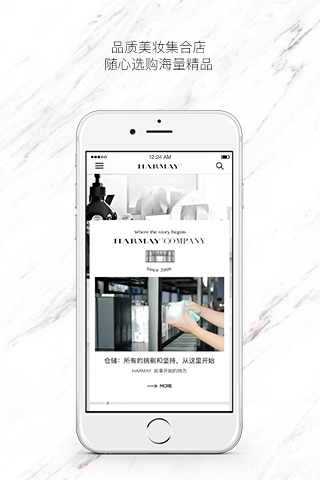 品质美妆集合店
随心选购海量精品
12:24 AM
HARMAY
Where the story begins
HARMAY COMPANY
Since 2008
仓储：所有的挑剔和坚持，从这里开始
HARMAY 故事开始的地方
MORE